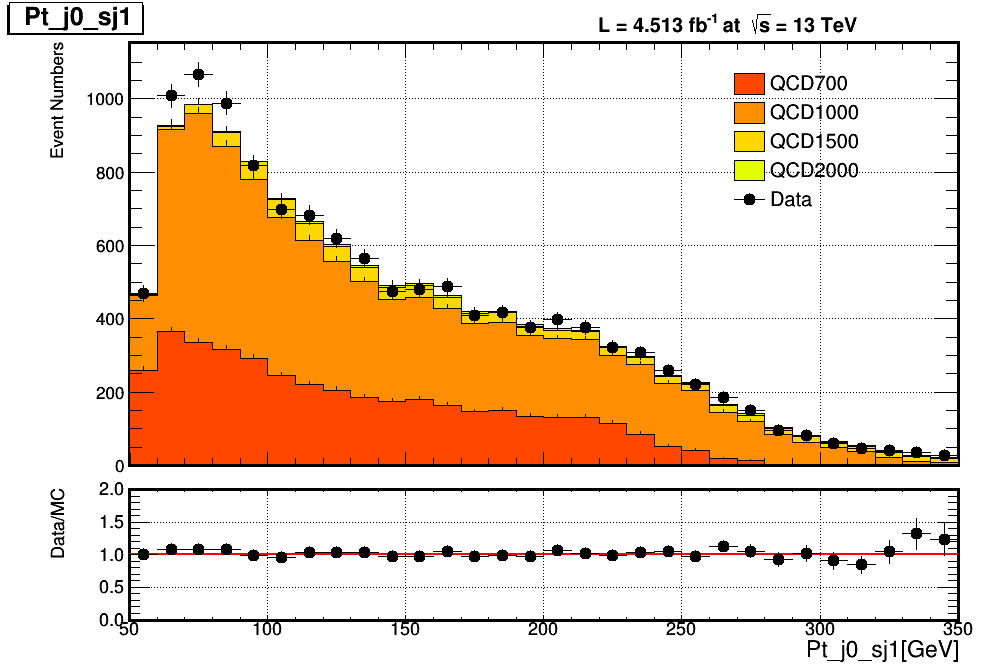 Pt_j0_sj1
L = 4.513 fb⁻¹ at √s = 13 TeV
Event Numbers
1000
800
600
400
200
0
QCD700
QCD1000
QCD1500
QCD2000
Data
Data/MC
2.0
1.5
1.0
0.5
0.0
50 100 150 200 250 300 350
Pt_j0_sj1[GeV]